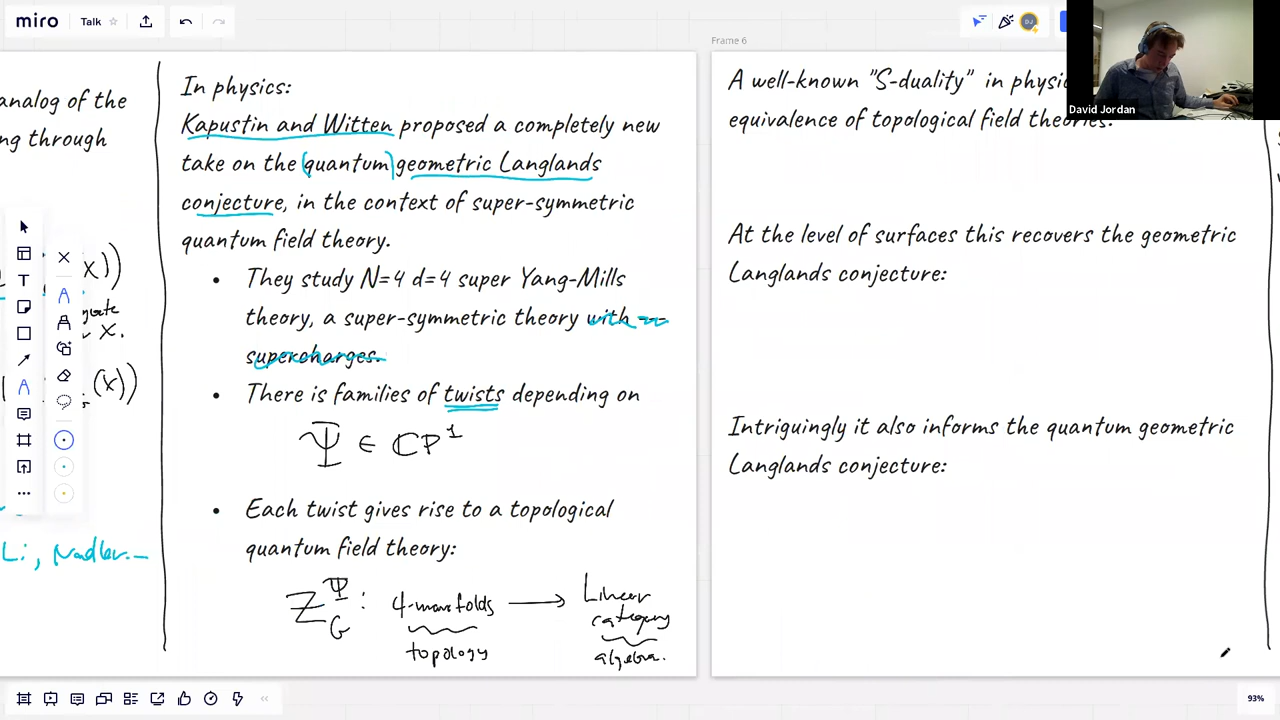 miro
Talk
Frame 6
David Jordan
DJ
analog of the
ng through
x))
x.
(x))
Li, Nadler
In physics:
Kapustin and Witten proposed a completely new
take on the (quantum) geometric Langlands
conjecture, in the context of super-symmetric
quantum field theory.
• They study N=4 d=4 super Yang-Mills
theory, a super-symmetric theory with ---
supercharges.
• There is families of twists depending on
Ψ ∈ ℂP¹
• Each twist gives rise to a topological
quantum field theory:
Z_G^Ψ : 4-manifolds ⟶ Linear category
topology algebra.
A well-known "S-duality" in physi
equivalence of topological field theories.
At the level of surfaces this recovers the geometric
Langlands conjecture:
Intriguingly it also informs the quantum geometric
Langlands conjecture:
93%